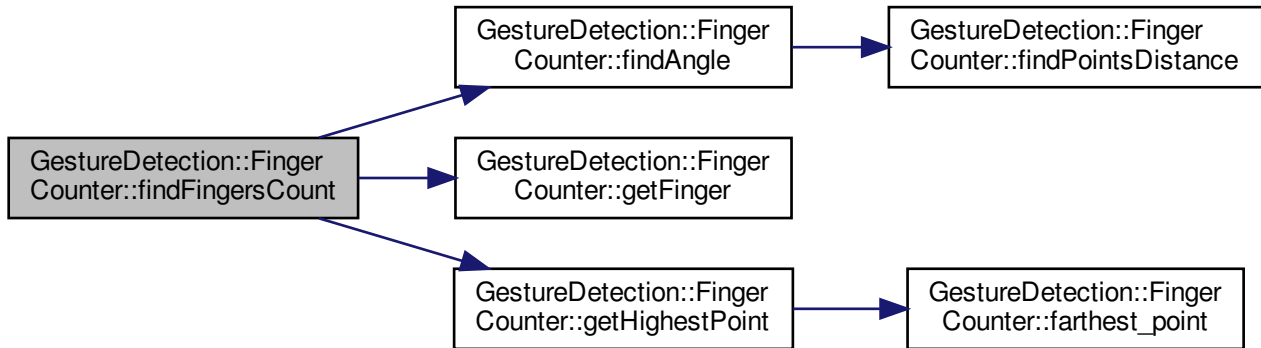 GestureDetection::Finger
Counter::findAngle
GestureDetection::Finger
Counter::findPointsDistance
GestureDetection::Finger
Counter::findFingersCount
GestureDetection::Finger
Counter::getFinger
GestureDetection::Finger
Counter::getHighestPoint
GestureDetection::Finger
Counter::farthest_point